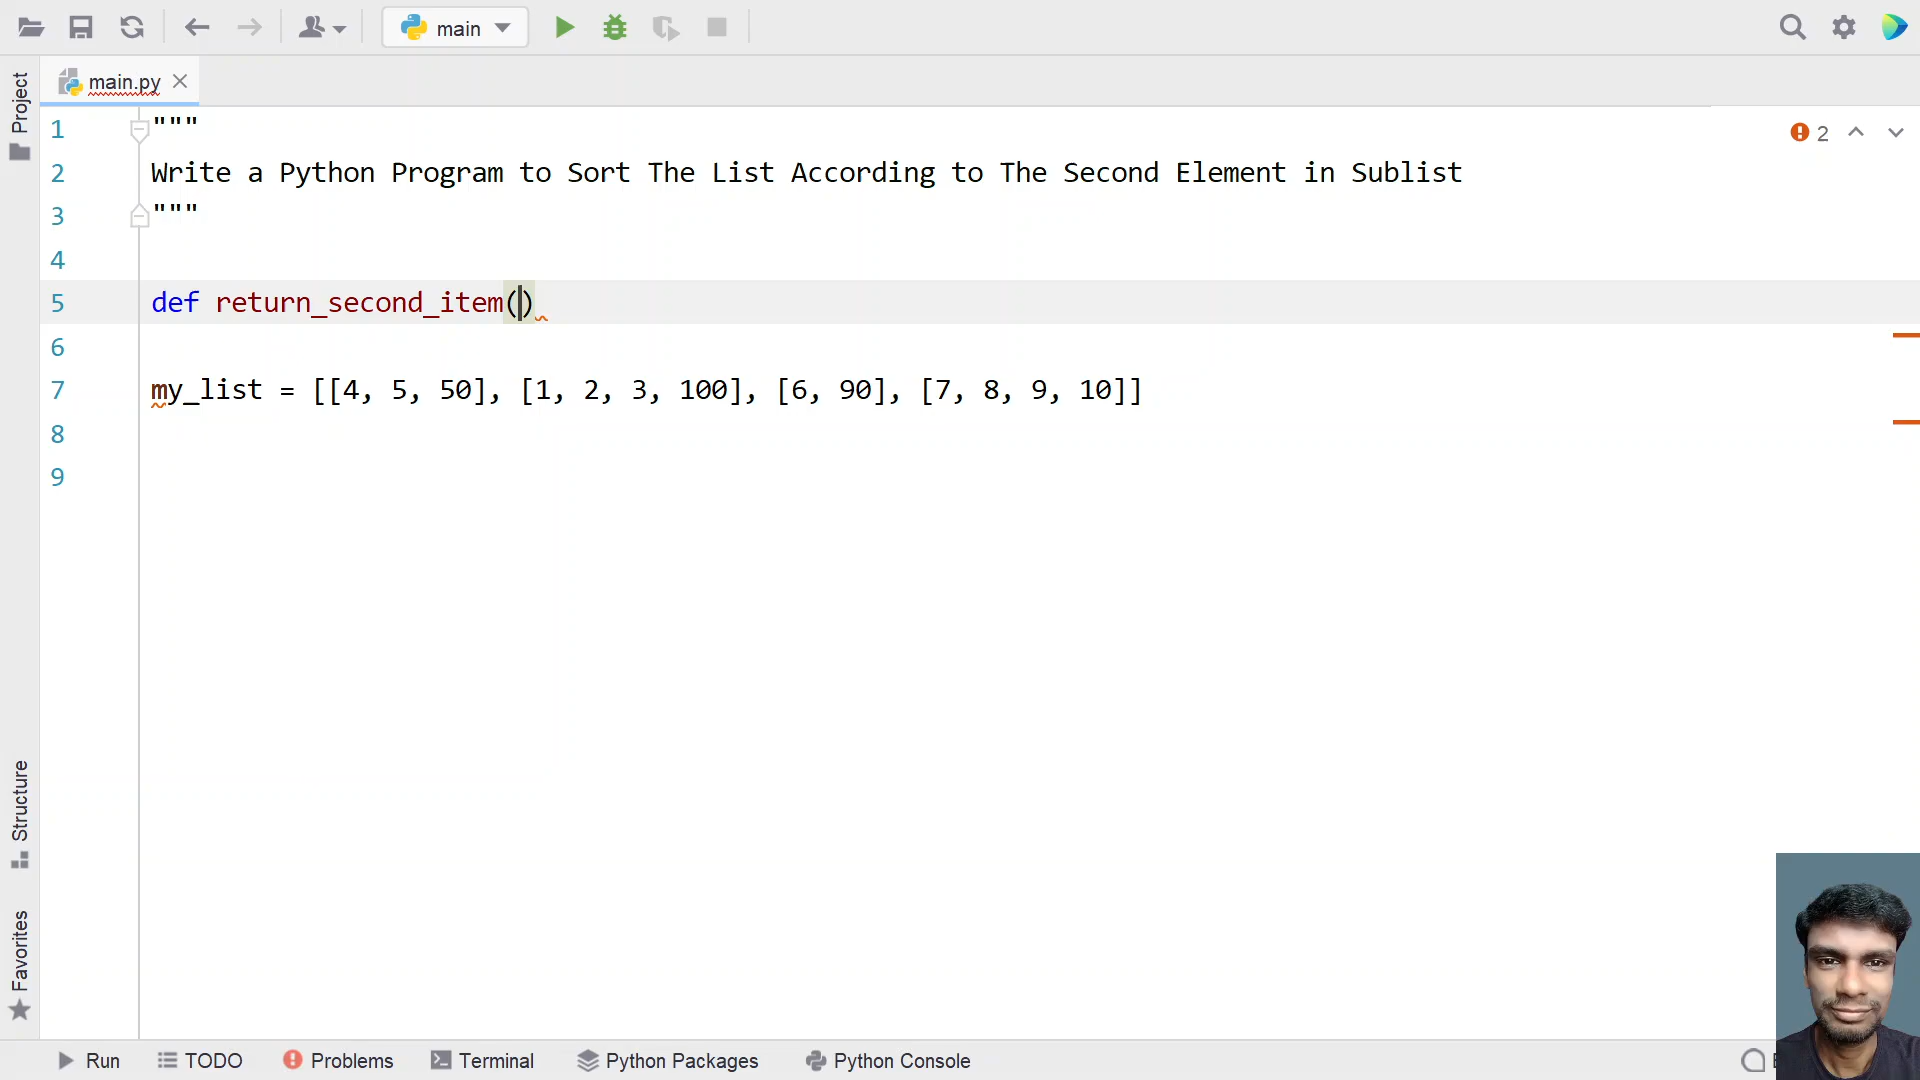 main
Project
main.py
2
1 """
2 Write a Python Program to Sort The List According to The Second Element in Sublist
3 """
4
5 def return_second_item()
6
7 my_list = [[4, 5, 50], [1, 2, 3, 100], [6, 90], [7, 8, 9, 10]]
8
9
Structure
Favorites
Run TODO Problems Terminal Python Packages Python Console